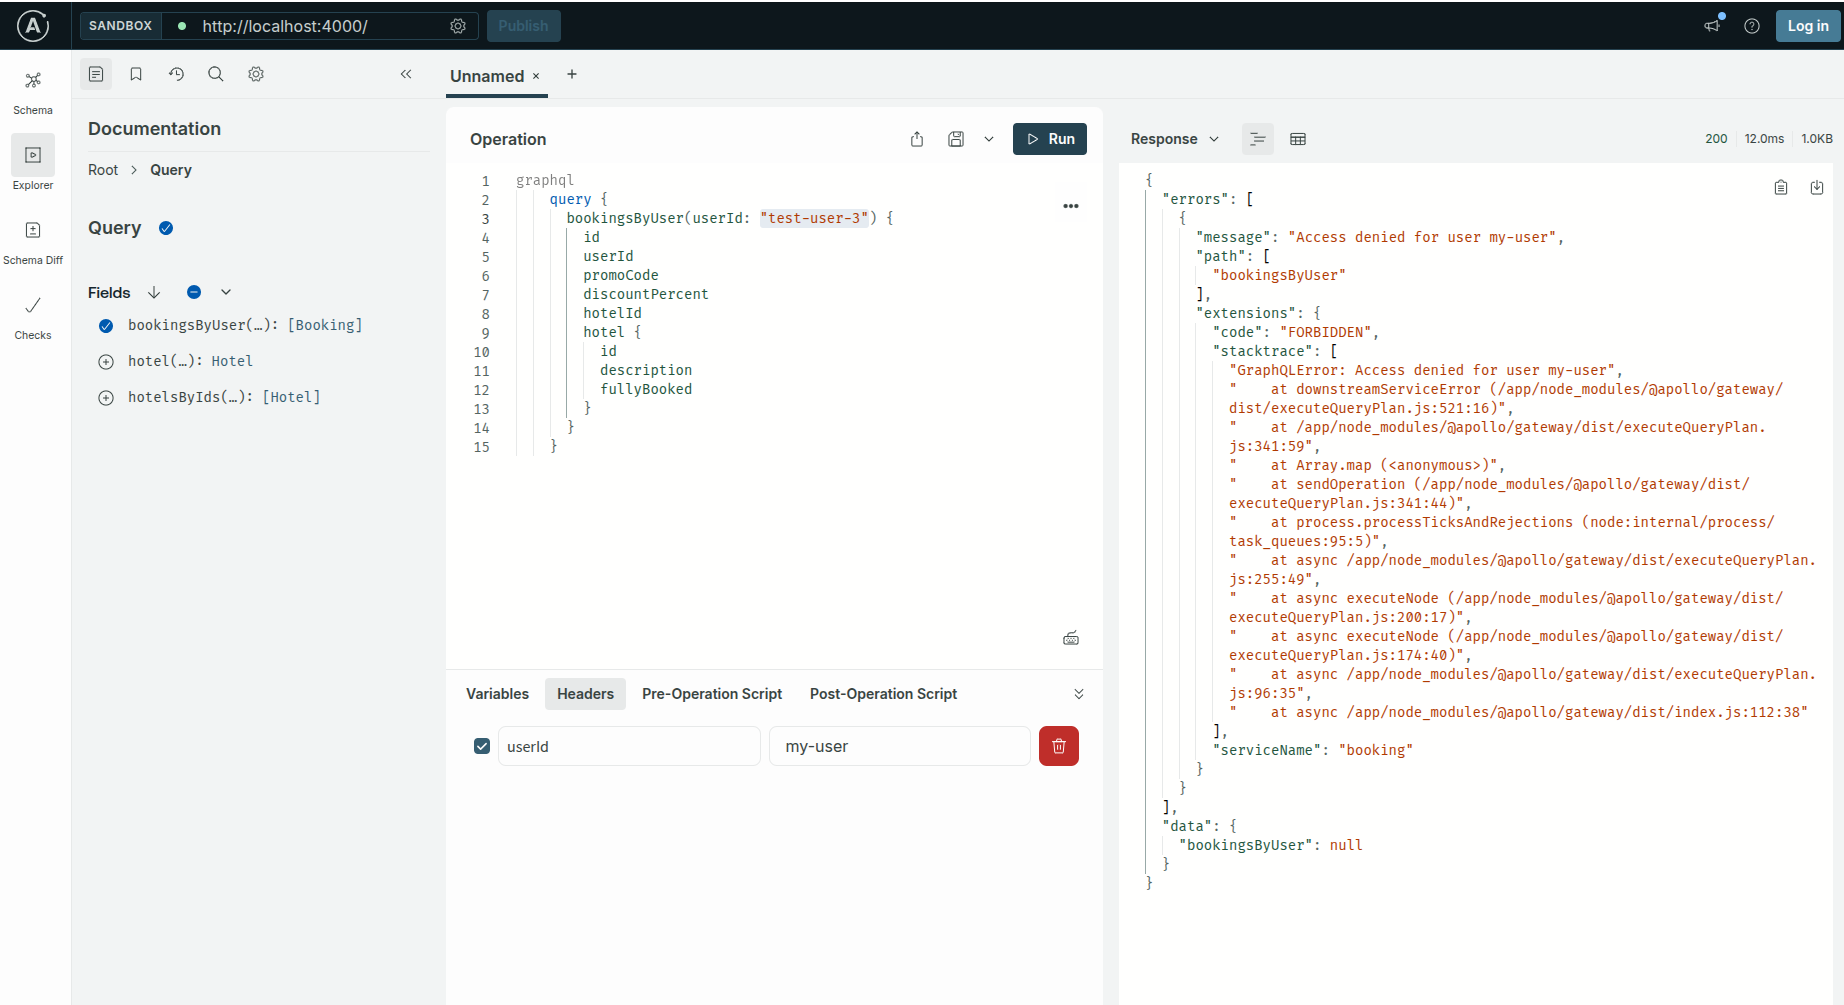 SANDBOX http://localhost:4000/ Publish Log in
Schema
Explorer
Schema Diff
Checks
Documentation
Root > Query
Query
Fields
bookingsByUser(…): [Booking]
hotel(…): Hotel
hotelsByIds(…): [Hotel]
Unnamed × +
Operation Run
1 graphql
2 query {
3 bookingsByUser(userId: "test-user-3") {
4 id
5 userId
6 promoCode
7 discountPercent
8 hotelId
9 hotel {
10 id
11 description
12 fullyBooked
13 }
14 }
15 }
Variables Headers Pre-Operation Script Post-Operation Script
userId my-user
Response 200 12.0ms 1.0KB
{
"errors": [
{
"message": "Access denied for user my-user",
"path": [
"bookingsByUser"
],
"extensions": {
"code": "FORBIDDEN",
"stacktrace": [
"GraphQLError: Access denied for user my-user",
"    at downstreamServiceError (/app/node_modules/@apollo/gateway/
dist/executeQueryPlan.js:521:16)",
"    at /app/node_modules/@apollo/gateway/dist/executeQueryPlan.
js:341:59",
"    at Array.map (<anonymous>)",
"    at sendOperation (/app/node_modules/@apollo/gateway/dist/
executeQueryPlan.js:341:44)",
"    at process.processTicksAndRejections (node:internal/process/
task_queues:95:5)",
"    at async /app/node_modules/@apollo/gateway/dist/executeQueryPlan.
js:255:49",
"    at async executeNode (/app/node_modules/@apollo/gateway/dist/
executeQueryPlan.js:200:17)",
"    at async executeNode (/app/node_modules/@apollo/gateway/dist/
executeQueryPlan.js:174:40)",
"    at async /app/node_modules/@apollo/gateway/dist/executeQueryPlan.
js:96:35",
"    at async /app/node_modules/@apollo/gateway/dist/index.js:112:38"
],
"serviceName": "booking"
}
}
],
"data": {
"bookingsByUser": null
}
}